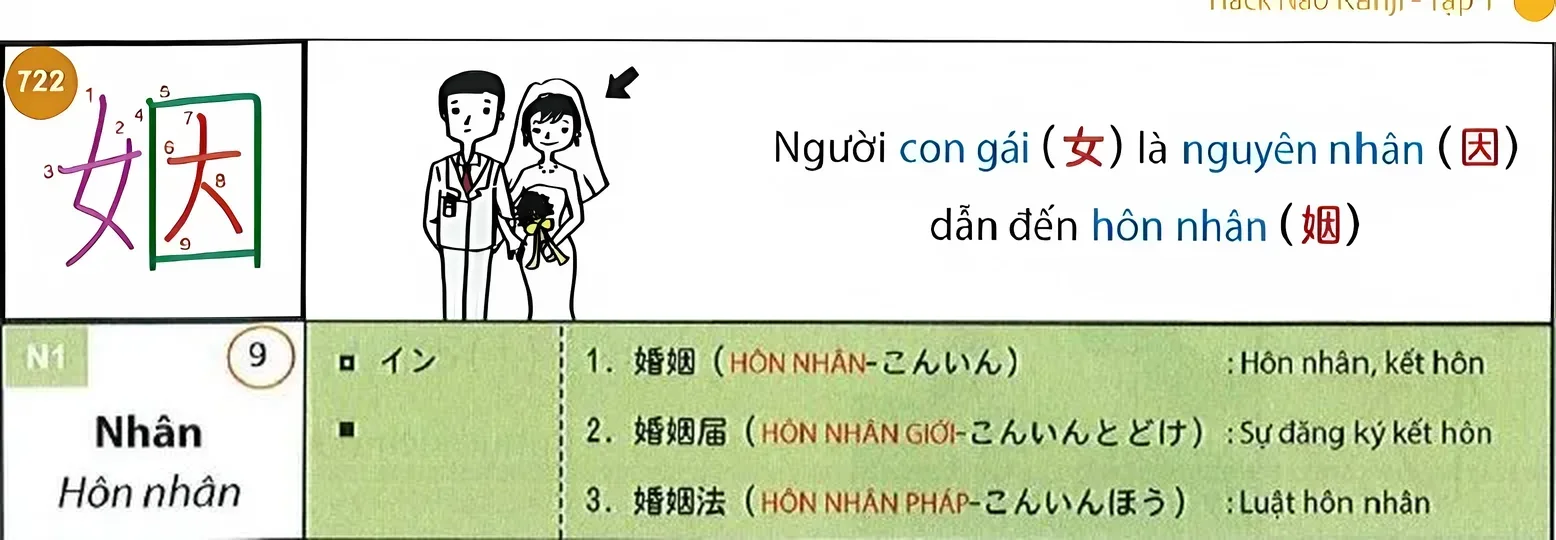 Hack Não Kanji - Tập 1
722
姻
1
2
3
4
5
6
7
8
9
Người con gái (女) là nguyên nhân (因)
dẫn đến hôn nhân (姻)
N1
9
Nhân
Hôn nhân
イン
1. 婚姻 (HÔN NHÂN-こんいん) : Hôn nhân, kết hôn
2. 婚姻届 (HÔN NHÂN GIỚI-こんいんとどけ) : Sự đăng ký kết hôn
3. 婚姻法 (HÔN NHÂN PHÁP-こんいんほう) : Luật hôn nhân